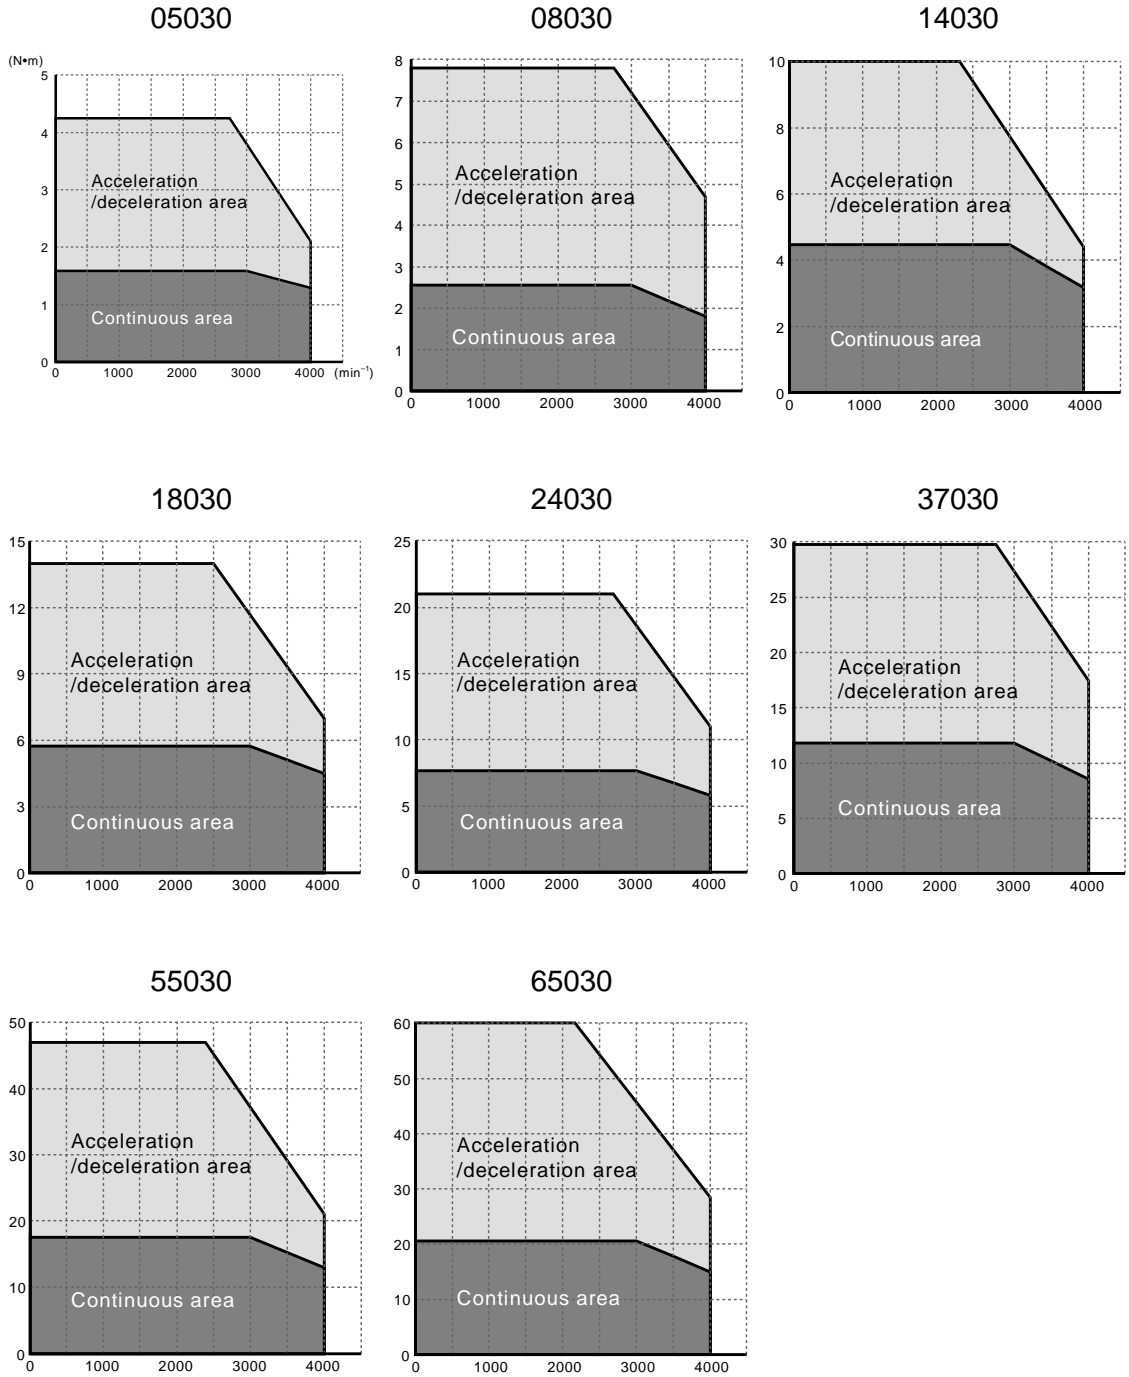 05030
08030
14030
(N•m)
5
4
3
2
1
0
Acceleration
/deceleration area
Continuous area
0 1000 2000 3000 4000 (min⁻¹)
8
7
6
5
4
3
2
1
0
Acceleration
/deceleration area
Continuous area
0 1000 2000 3000 4000
10
8
6
4
2
0
Acceleration
/deceleration area
Continuous area
0 1000 2000 3000 4000
18030
24030
37030
15
12
9
6
3
0
Acceleration
/deceleration area
Continuous area
0 1000 2000 3000 4000
25
20
15
10
5
0
Acceleration
/deceleration area
Continuous area
0 1000 2000 3000 4000
30
25
20
15
10
5
0
Acceleration
/deceleration area
Continuous area
0 1000 2000 3000 4000
55030
65030
50
40
30
20
10
0
Acceleration
/deceleration area
Continuous area
0 1000 2000 3000 4000
60
50
40
30
20
10
0
Acceleration
/deceleration area
Continuous area
0 1000 2000 3000 4000